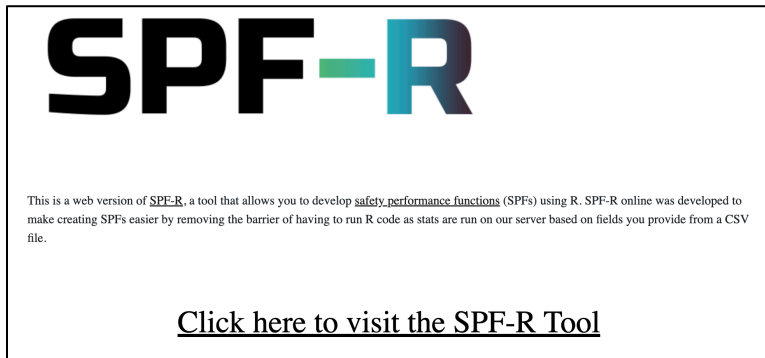 SPF-R
This is a web version of SPF-R, a tool that allows you to develop safety performance functions (SPFs) using R. SPF-R online was developed to
make creating SPFs easier by removing the barrier of having to run R code as stats are run on our server based on fields you provide from a CSV
file.
Click here to visit the SPF-R Tool